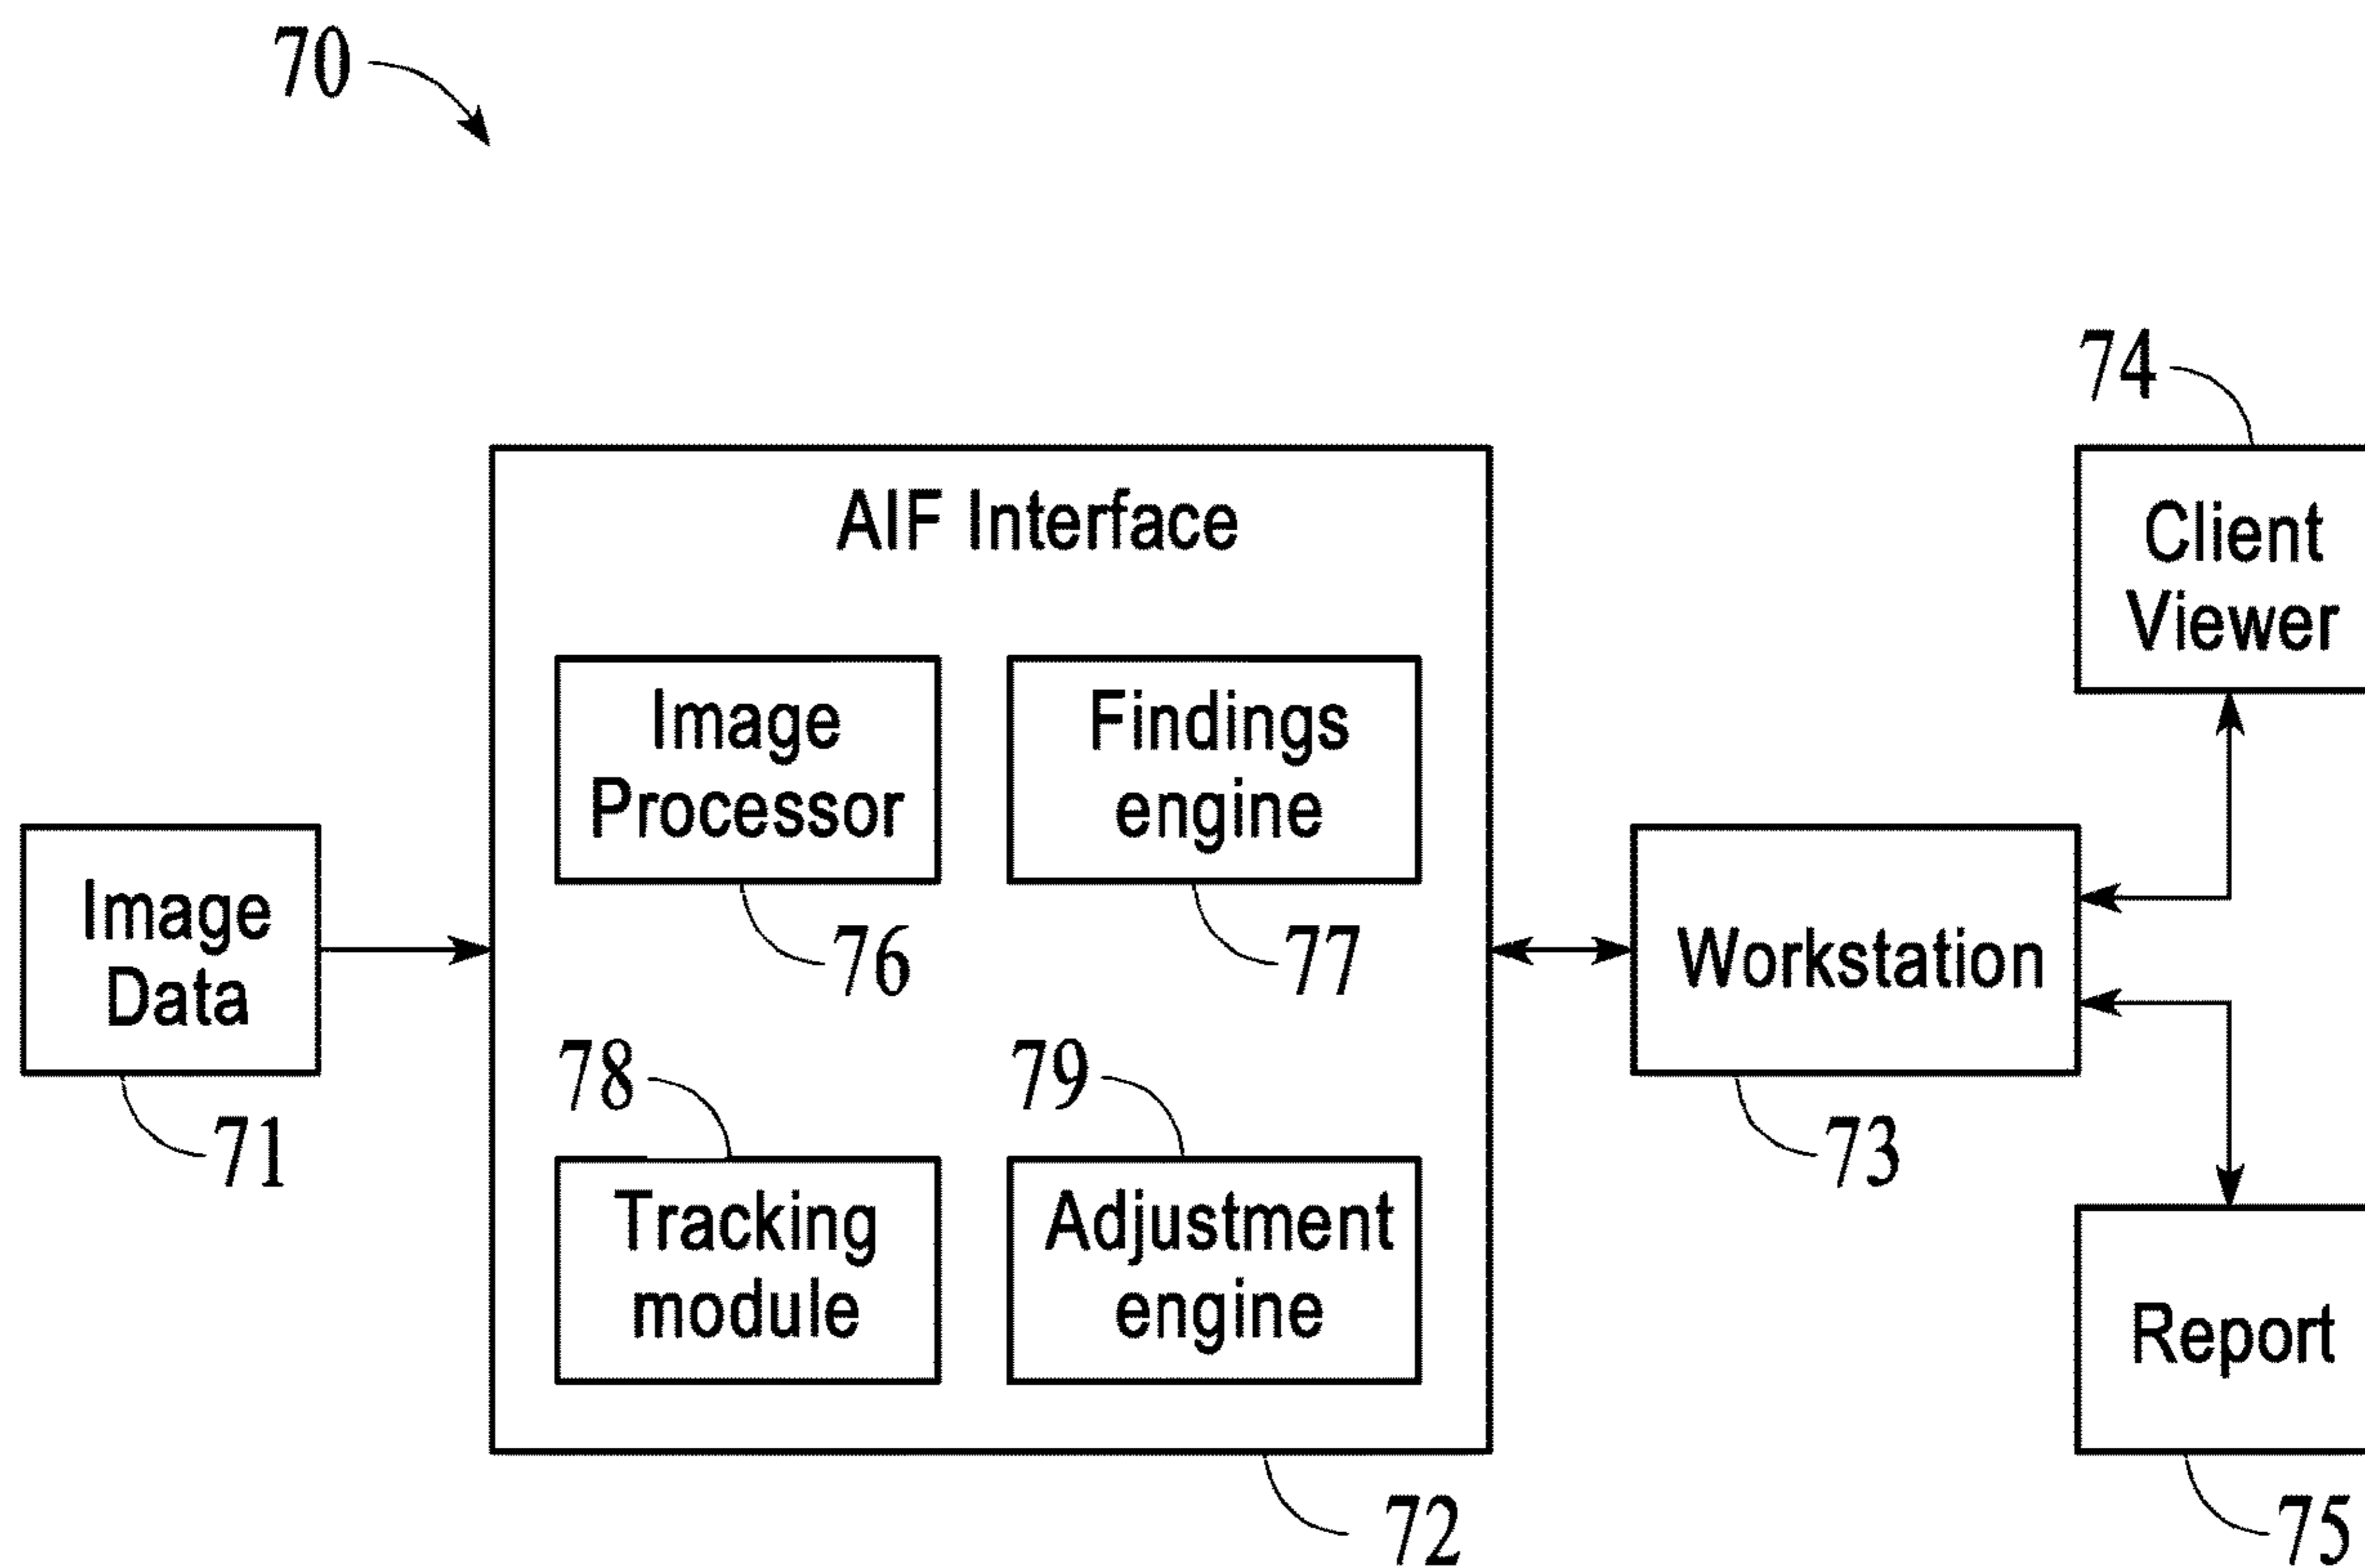 70
74
AIF Interface
Client
Viewer
Image
Processor
Findings
engine
76
77
Image
Data
71
Workstation
73
78
79
Tracking
module
Adjustment
engine
Report
72
75